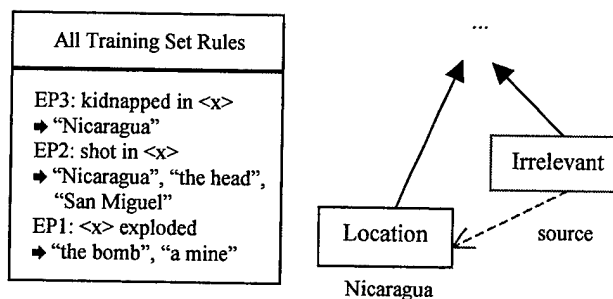 All Training Set Rules
EP3: kidnapped in <x>
➡ “Nicaragua”
EP2: shot in <x>
➡ “Nicaragua”, “the head”,
“San Miguel”
EP1: <x> exploded
➡ “the bomb”, “a mine”
...
Irrelevant
Location
source
Nicaragua